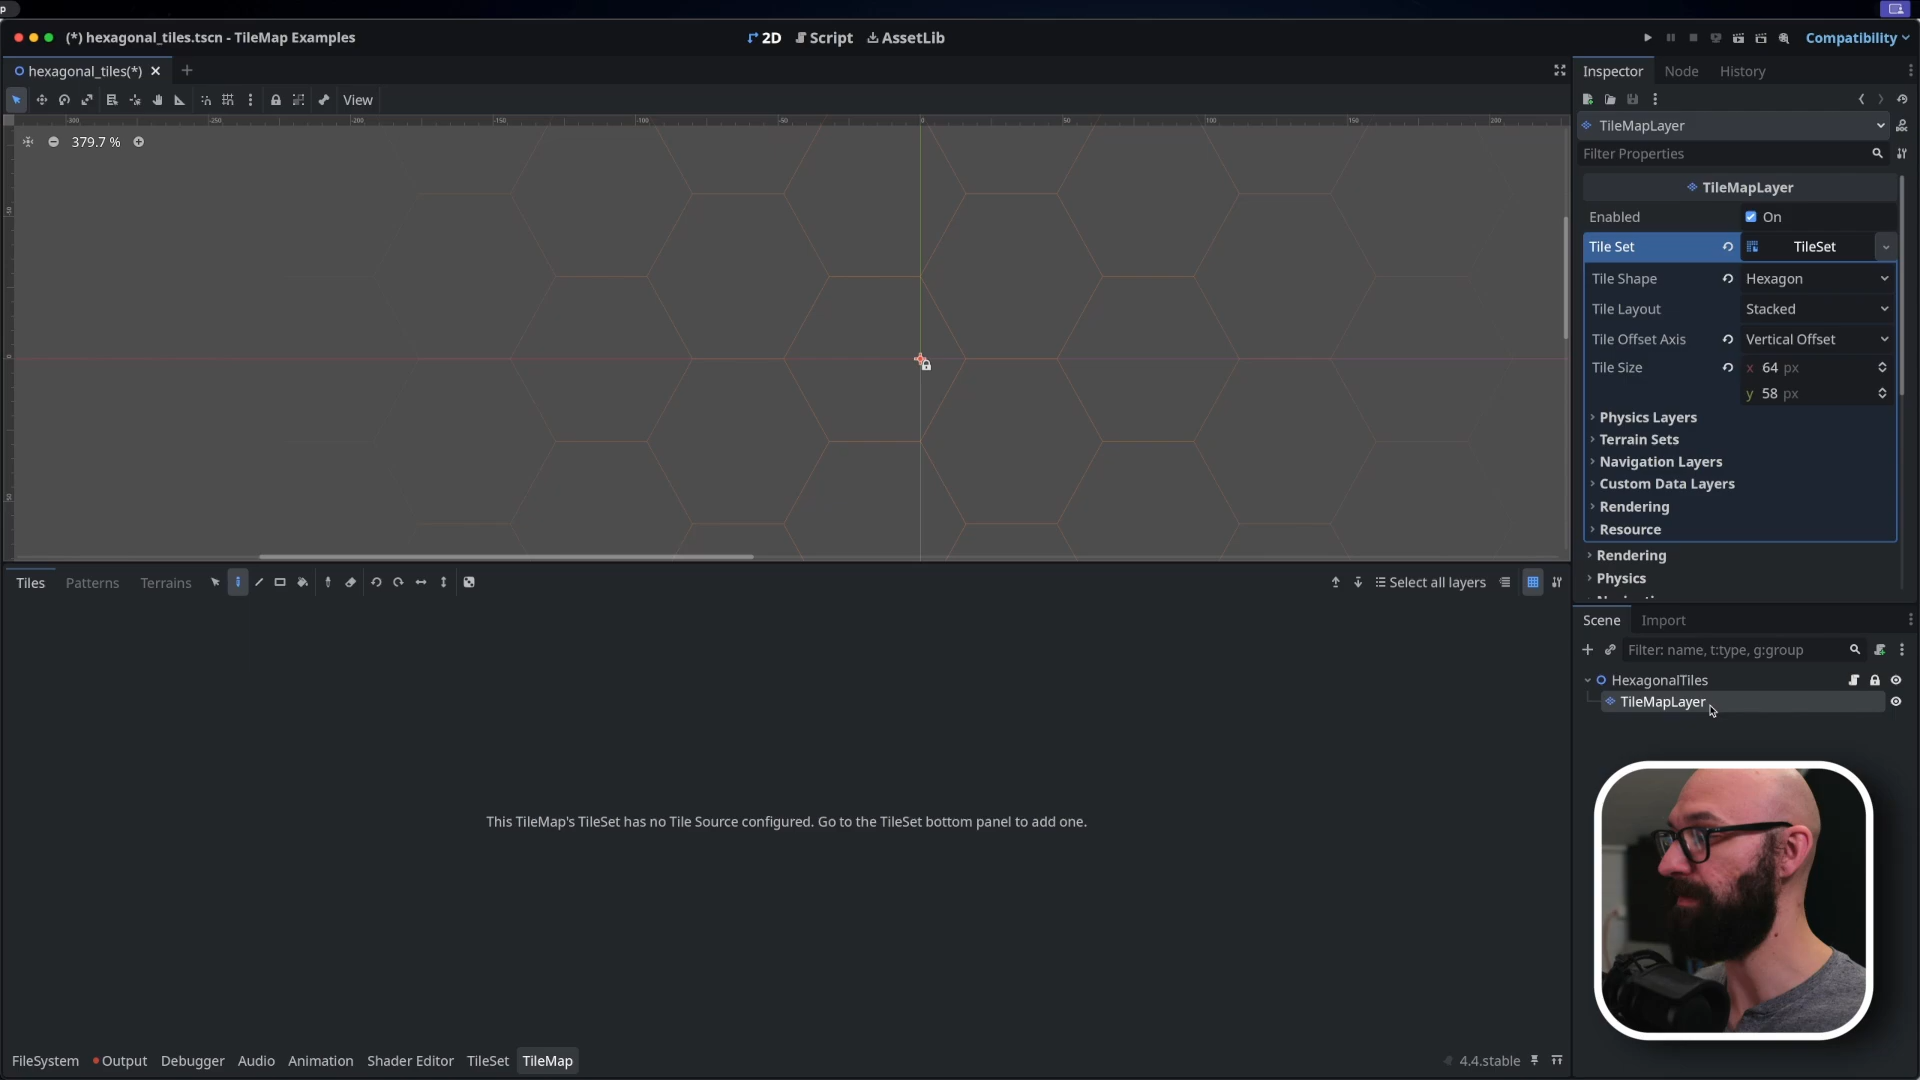 (*) hexagonal_tiles.tscn - TileMap Examples
2D Script AssetLib
Compatibility
hexagonal_tiles(*)
Inspector Node History
View
TileMapLayer
379.7 %
Filter Properties
TileMapLayer
Enabled On
Tile Set TileSet
Tile Shape Hexagon
Tile Layout Stacked
Tile Offset Axis Vertical Offset
Tile Size x 64 px
y 58 px
Physics Layers
Terrain Sets
Navigation Layers
Custom Data Layers
Rendering
Resource
Rendering
Physics
Tiles Patterns Terrains
Select all layers
Scene Import
Filter: name, t:type, g:group
HexagonalTiles
TileMapLayer
This TileMap's TileSet has no Tile Source configured. Go to the TileSet bottom panel to add one.
FileSystem Output Debugger Audio Animation Shader Editor TileSet TileMap
4.4.stable